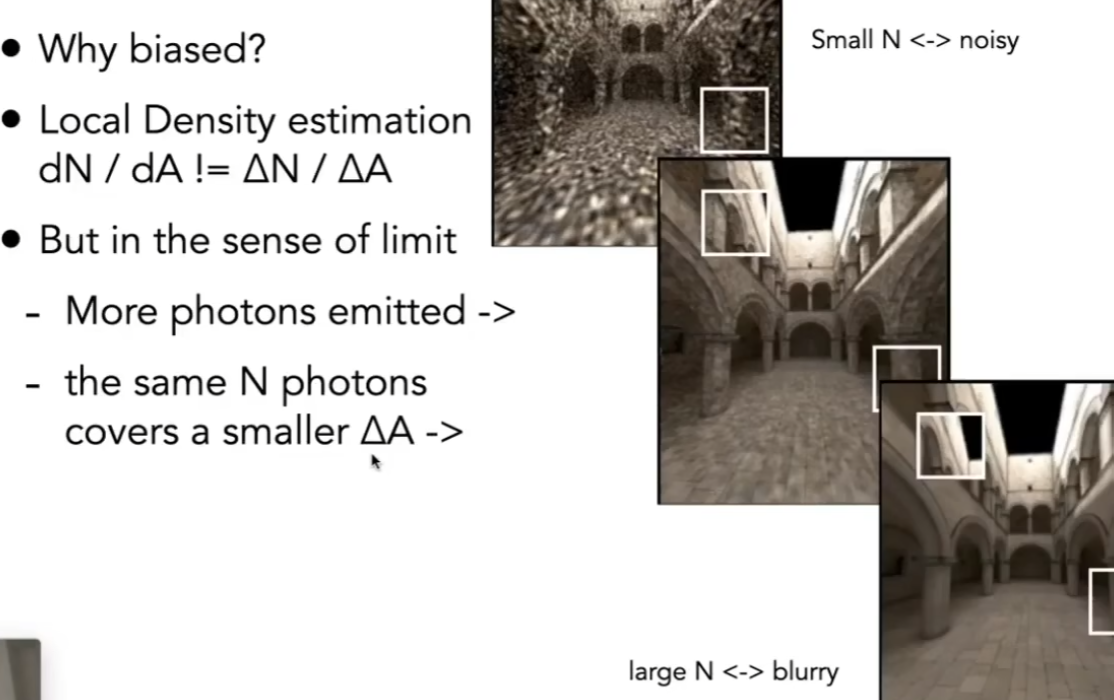 • Why biased?
Small N <-> noisy
• Local Density estimation
dN / dA != ΔN / ΔA
• But in the sense of limit
- More photons emitted ->
- the same N photons
covers a smaller ΔA ->
large N <-> blurry